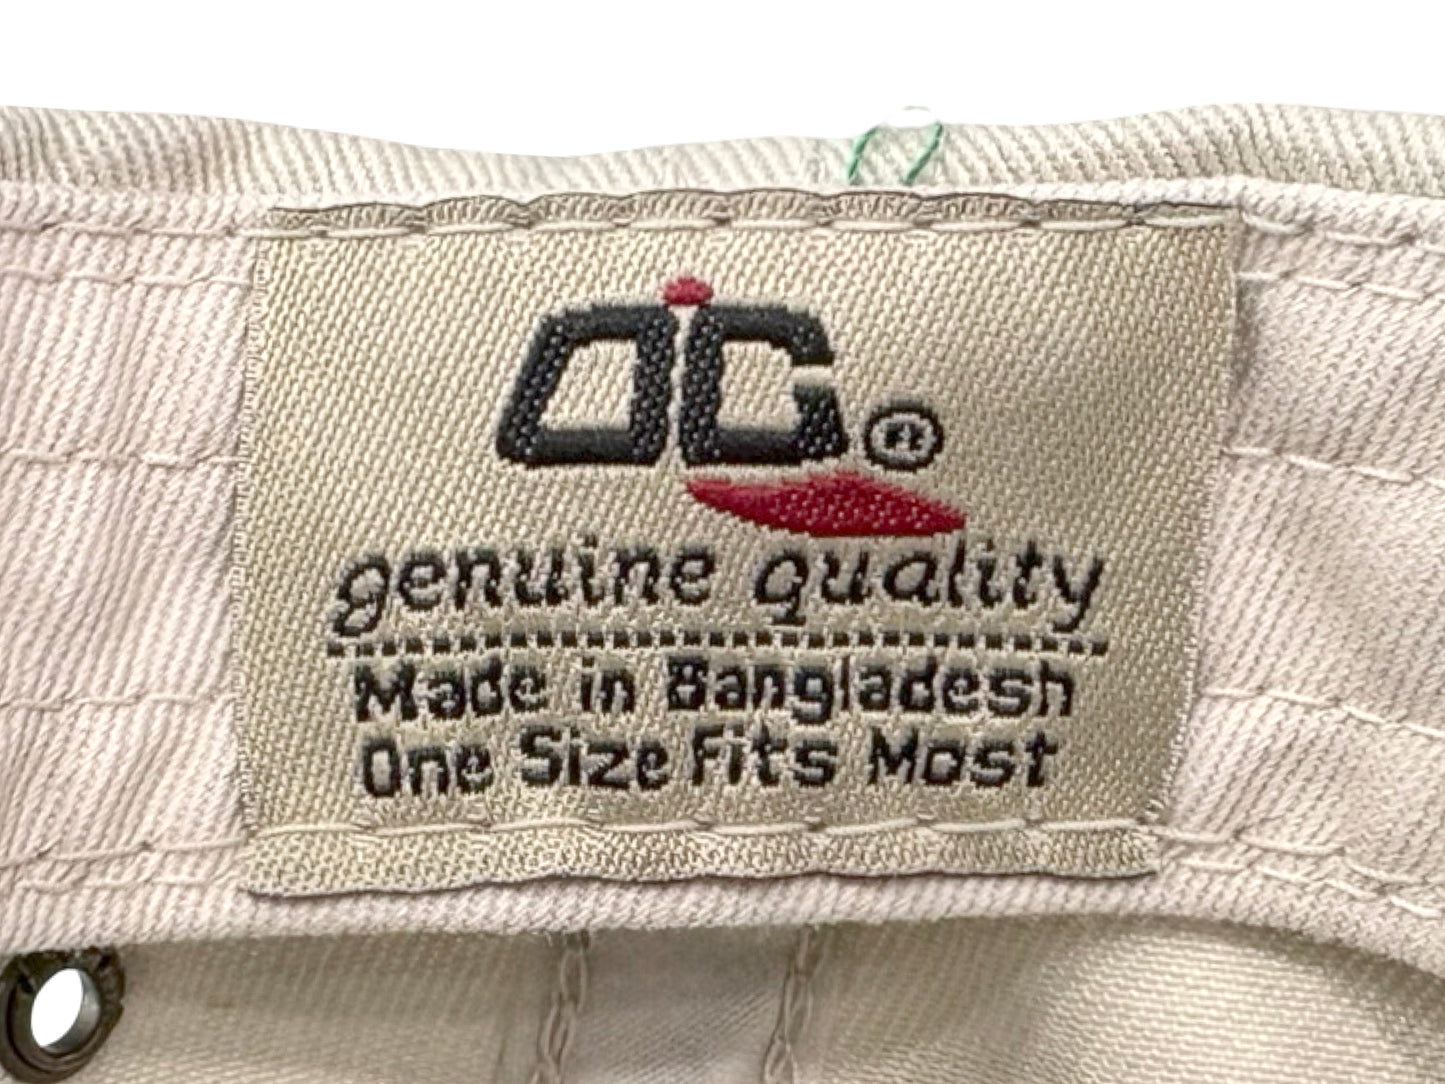 OC®
genuine quality
Made in Bangladesh
One Size Fits Most